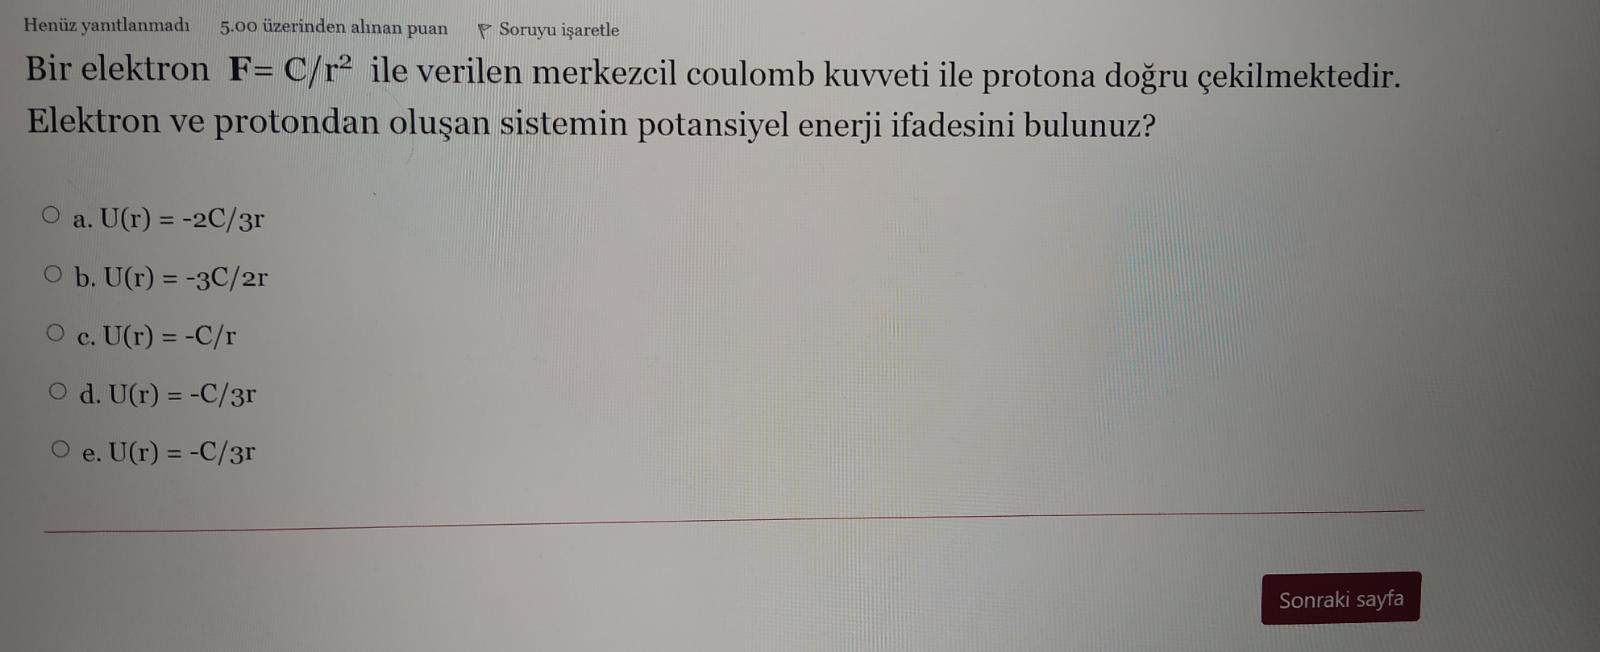 Henüz yanıtlanmadı 5.00 üzerinden alınan puan Soruyu işaretle
Bir elektron F= C/r² ile verilen merkezcil coulomb kuvveti ile protona doğru çekilmektedir.
Elektron ve protondan oluşan sistemin potansiyel enerji ifadesini bulunuz?
a. U(r) = -2C/3r
b. U(r) = -3C/2r
c. U(r) = -C/r
d. U(r) = -C/3r
e. U(r) = -C/3r
Sonraki sayfa